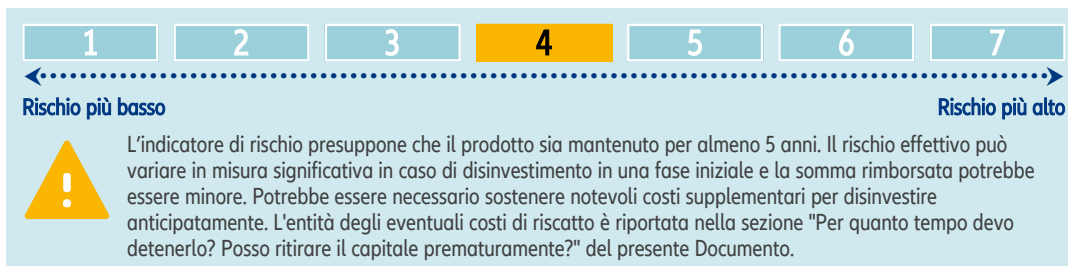 1 2 3 4 5 6 7
Rischio più basso Rischio più alto
L’indicatore di rischio presuppone che il prodotto sia mantenuto per almeno 5 anni. Il rischio effettivo può
variare in misura significativa in caso di disinvestimento in una fase iniziale e la somma rimborsata potrebbe
essere minore. Potrebbe essere necessario sostenere notevoli costi supplementari per disinvestire
anticipatamente. L'entità degli eventuali costi di riscatto è riportata nella sezione "Per quanto tempo devo
detenerlo? Posso ritirare il capitale prematuramente?" del presente Documento.